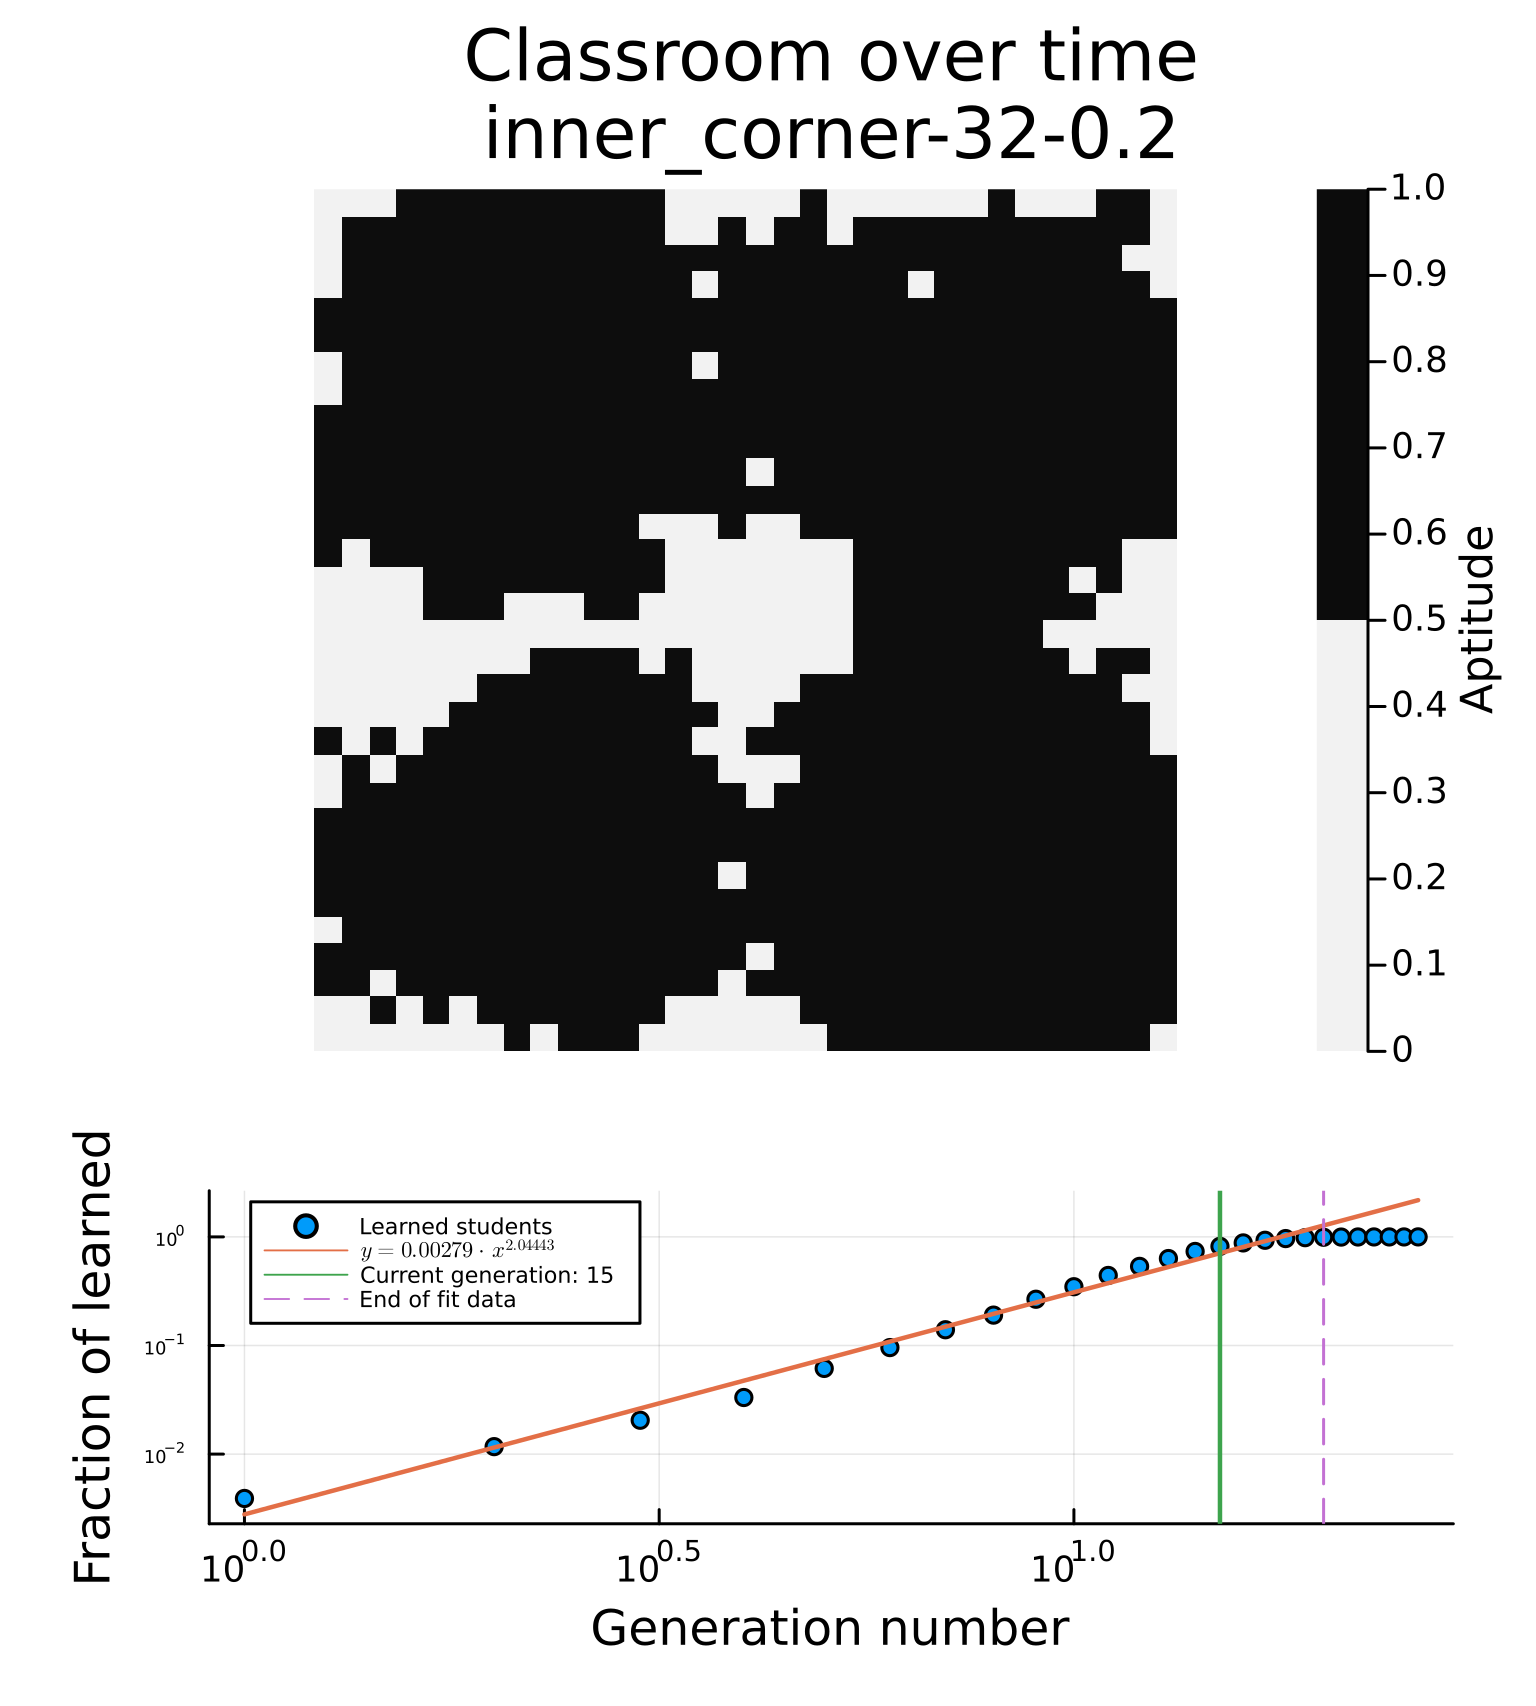 Classroom over time
inner_corner-32-0.2
1.0
0.9
0.8
0.7
0.6
0.5
0.4
0.3
0.2
0.1
0
Aptitude
Fraction of learned
10^0
10^-1
10^-2
Learned students
y = 0.00279 · x^2.04443
Current generation: 15
End of fit data
10^0.0
10^0.5
10^1.0
Generation number